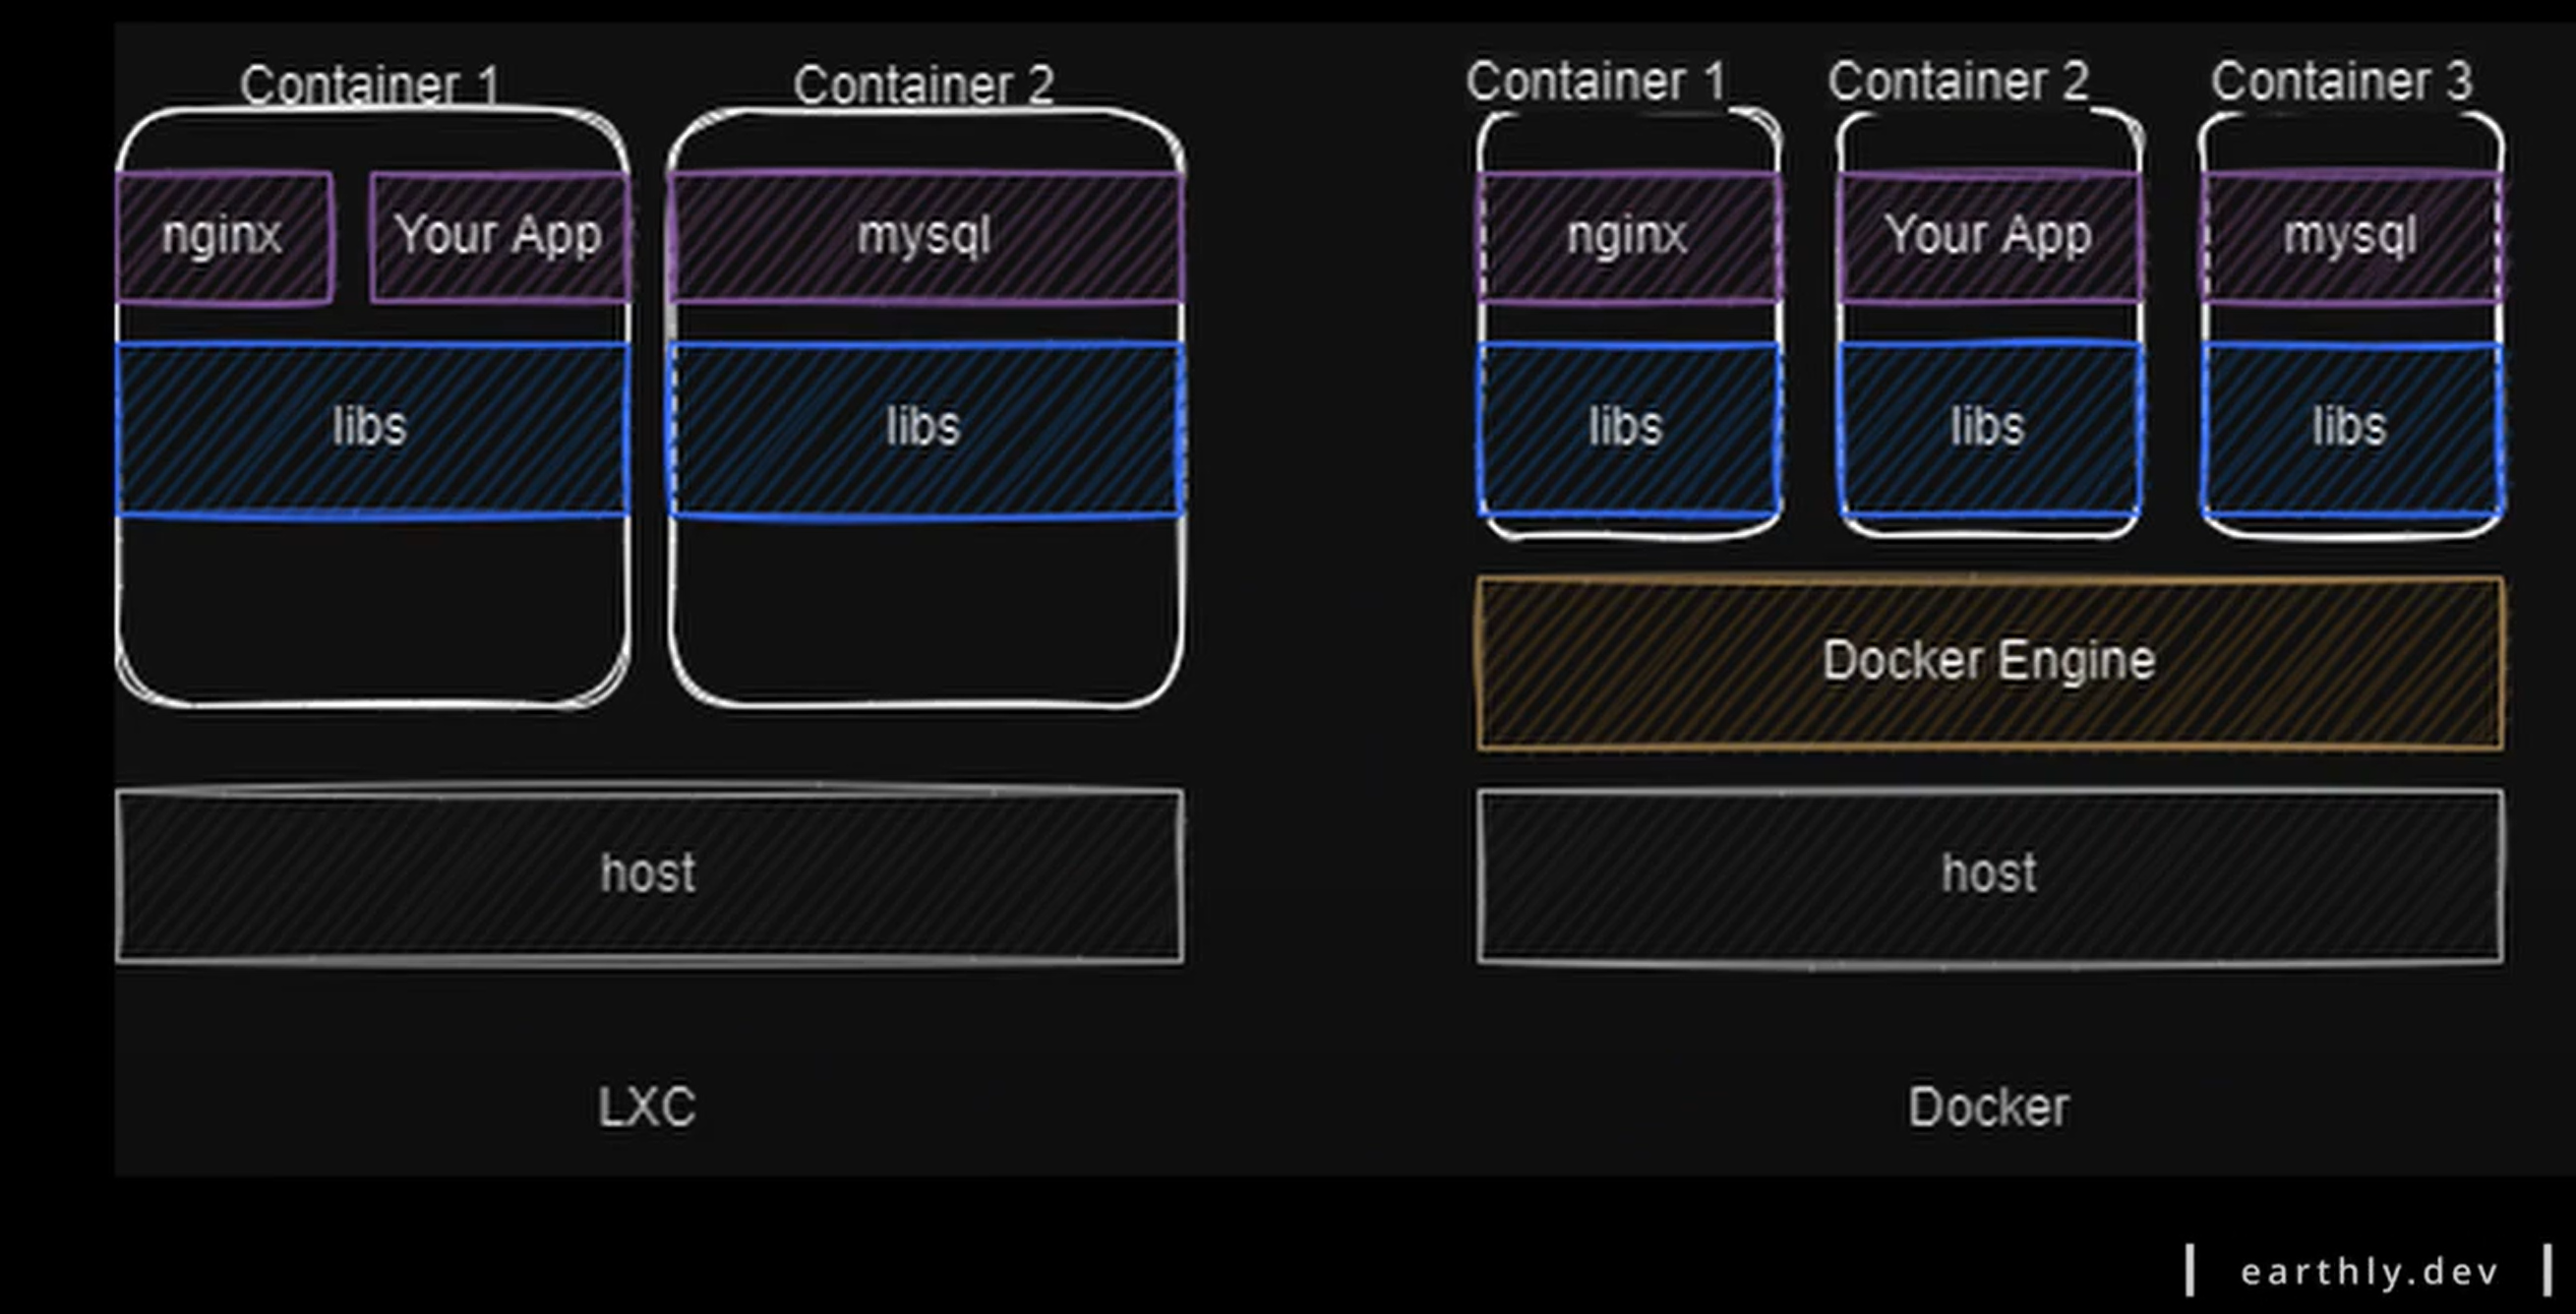 Container 1
Container 2
nginx
Your App
mysql
libs
libs
host
LXC
Container 1
Container 2
Container 3
nginx
Your App
mysql
libs
libs
libs
Docker Engine
host
Docker
earthly.dev